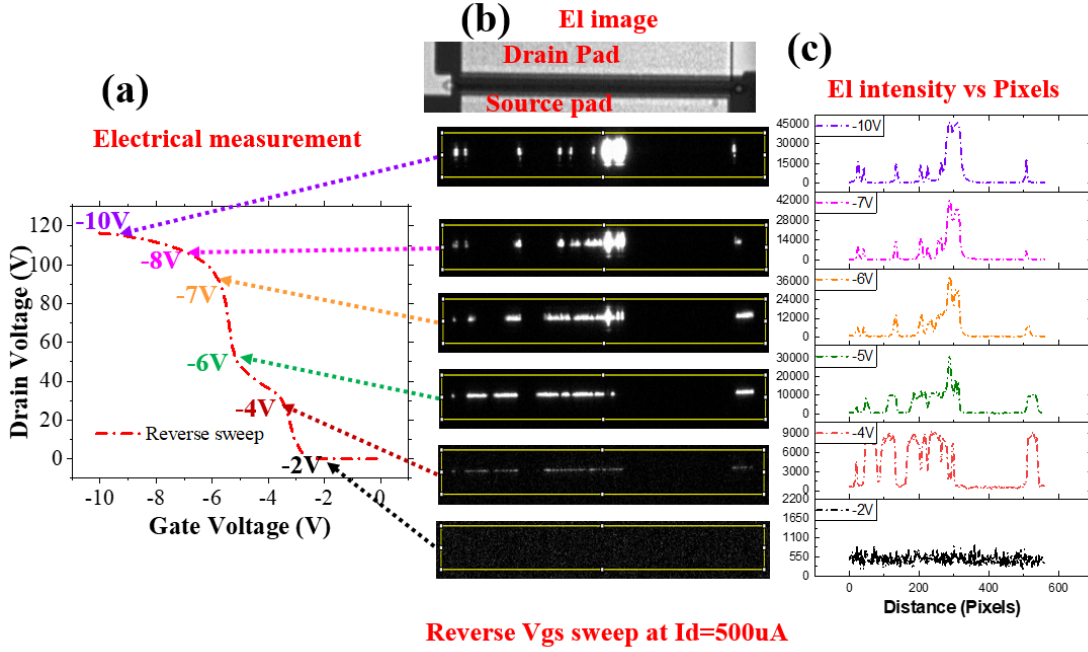 (a)
Electrical measurement
-10V
-8V
-7V
-6V
-4V
-2V
Reverse sweep
120
100
80
60
40
20
0
-10
-8
-6
-4
-2
0
Drain Voltage (V)
Gate Voltage (V)
(b)
El image
Drain Pad
Source pad
Reverse Vgs sweep at Id=500uA
(c)
El intensity vs Pixels
-10V
45000
30000
15000
0
-7V
42000
28000
14000
0
-6V
36000
24000
12000
0
-5V
30000
20000
10000
0
-4V
9000
6000
3000
0
-2V
2200
1650
1100
550
0
0
200
400
600
Distance (Pixels)